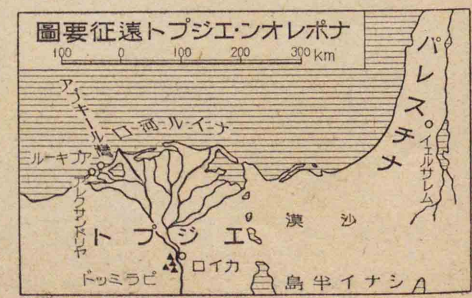 ナポレオン・エジプト遠征要圖
100 0 100 200 300 km
パレスチナ
イェルサレム
アブキール灣
ナイル河口
アブキール
アレクサンドリヤ
エジプト
沙漠
カイロ
ピラミッド
シナイ半島